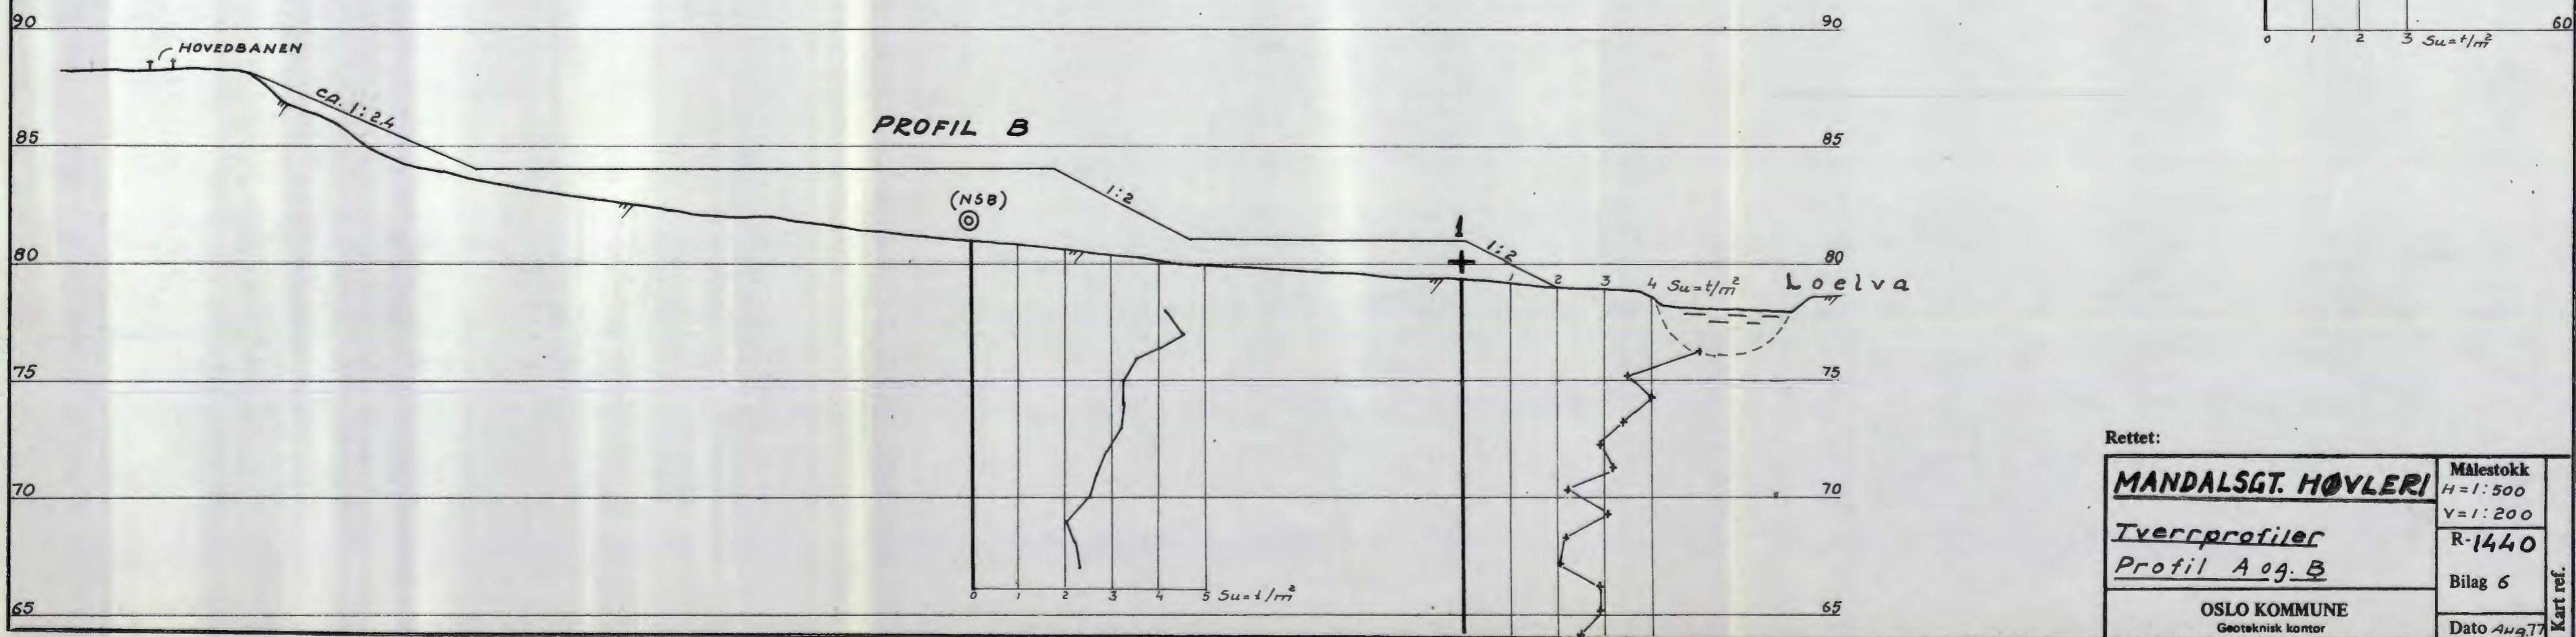 90
90
60
0 1 2 3 Su=t/m²
HOVEDBANEN
ca. 1:2.4
PROFIL B
85
85
1:2
(NSB)
1
1:2
80
80
1 2 3 4 Su=t/m²
Loelva
75
75
70
70
0 1 2 3 4 5 Su=t/m²
65
65
Rettet:
MANDALSGT. HØVLERI
Målestokk
H=1:500
V=1:200
Tverrprofiler
Profil A og. B
R-1440
Bilag 6
OSLO KOMMUNE
Geoteknisk kontor
Dato Aug77
Kart ref.